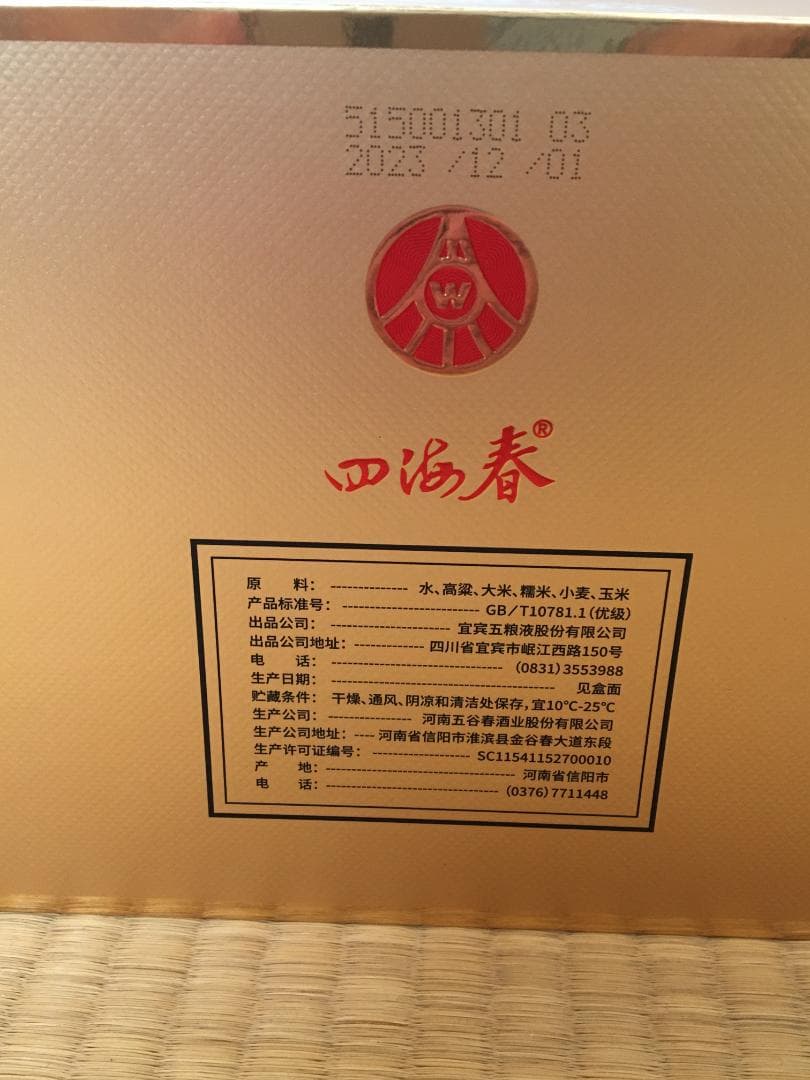 515001301 03
2023 /12 /01
W
四海春®
原 料: -------------- 水、高粱、大米、糯米、小麦、玉米
产品标准号: ------------------------- GB/T10781.1(优级)
出品公司: --------------------- 宜宾五粮液股份有限公司
出品公司地址: ------------- 四川省宜宾市岷江西路150号
电 话: ------------------------------- (0831)3553988
生产日期: ------------------------------------------ 见盒面
贮藏条件: 干燥、通风、阴凉和清洁处保存,宜10℃-25℃
生产公司: --------------- 河南五谷春酒业股份有限公司
生产公司地址: ---- 河南省信阳市淮滨县金谷春大道东段
生产许可证编号: ------------------ SC11541152700010
产 地: ----------------------------------- 河南省信阳市
电 话: -------------------------------- (0376)7711448